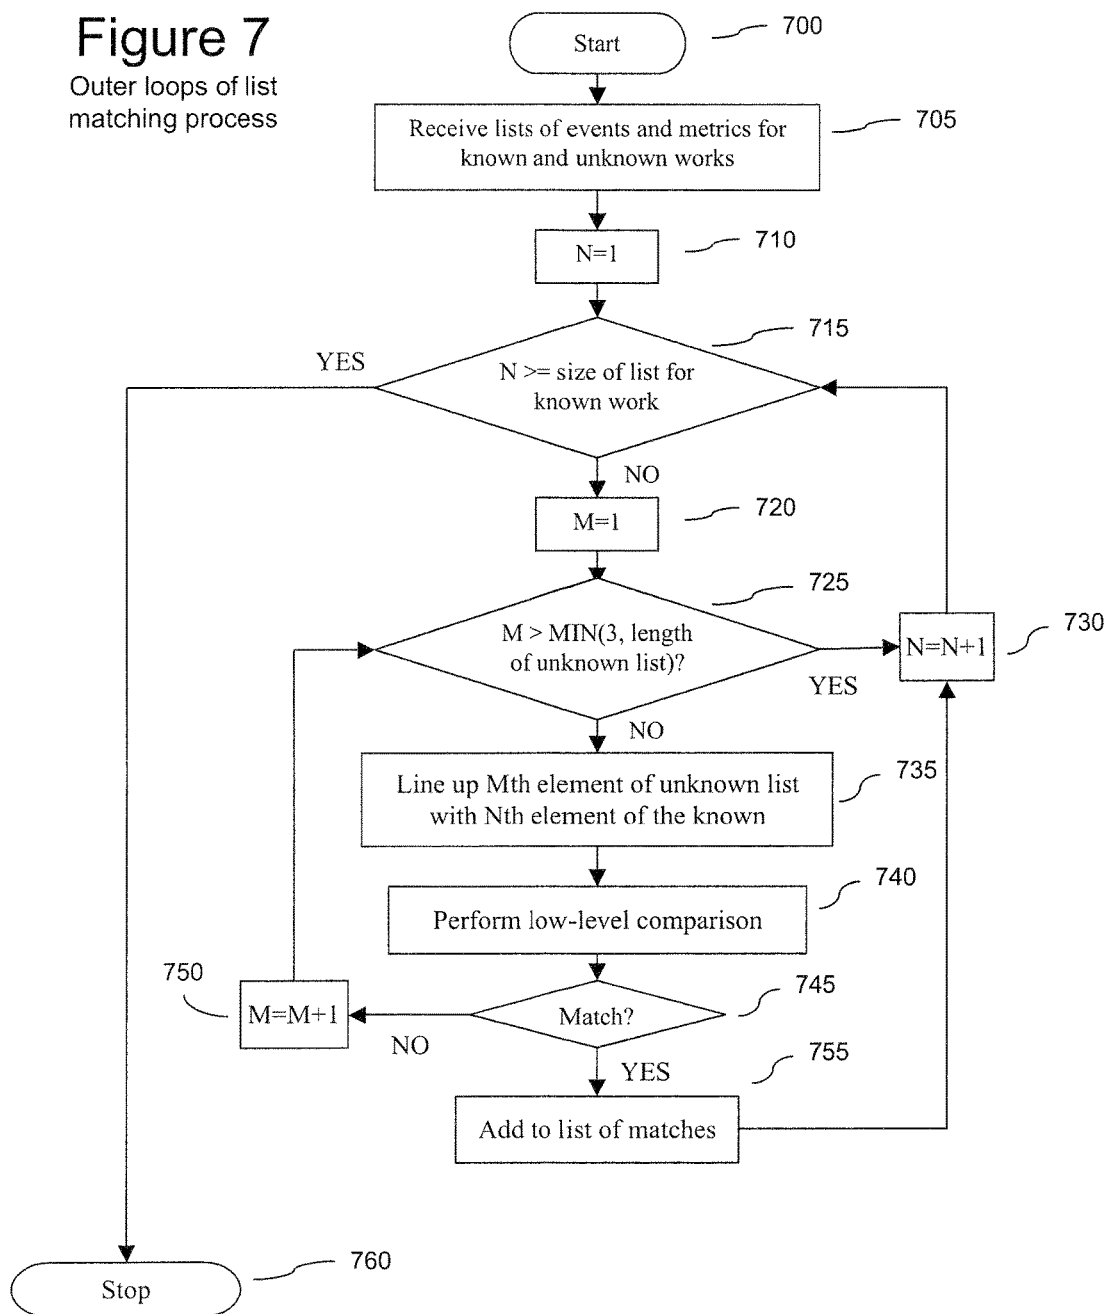 Figure 7
Outer loops of list
matching process
Start
700
Receive lists of events and metrics for
known and unknown works
705
N=1
710
715
YES
N >= size of list for
known work
NO
M=1
720
725
M > MIN(3, length
of unknown list)?
YES
N=N+1
730
NO
Line up Mth element of unknown list
with Nth element of the known
735
Perform low-level comparison
740
750
M=M+1
NO
Match?
745
YES
755
Add to list of matches
Stop
760